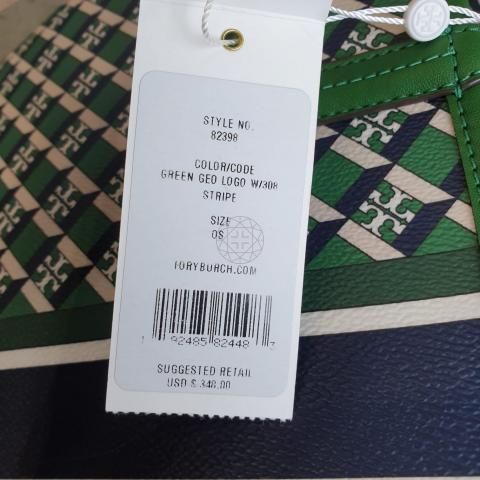 STYLE NO.
82398
COLOR/CODE
GREEN GEO LOGO W/308
STRIPE
SIZE
OS
TORYBURCH.COM
1 92485 82448 7
SUGGESTED RETAIL
USD $ 348.00